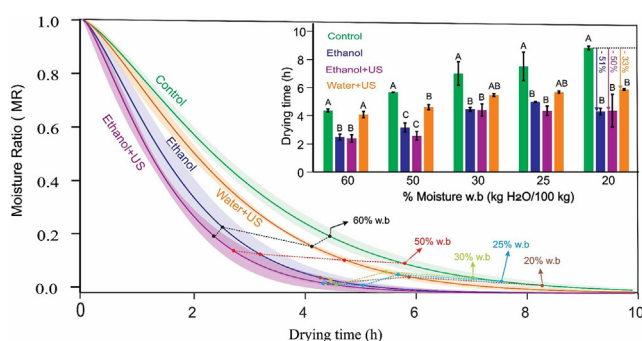 Moisture Ratio ( MR)
1.0
0.8
0.6
0.4
0.2
0.0
0
2
4
6
8
10
Drying time (h)
Control
Ethanol
Ethanol+US
Water+US
60% w.b
50% w.b
30% w.b
25% w.b
20% w.b
Control
Ethanol
Ethanol+US
Water+US
Drying time (h)
10
8
6
4
2
0
A B B A
A C C B
A B B AB
A B B AB
A B B B
- 51%
- 50%
- 33%
60 50 30 25 20
% Moisture w.b (kg H2O/100 kg)